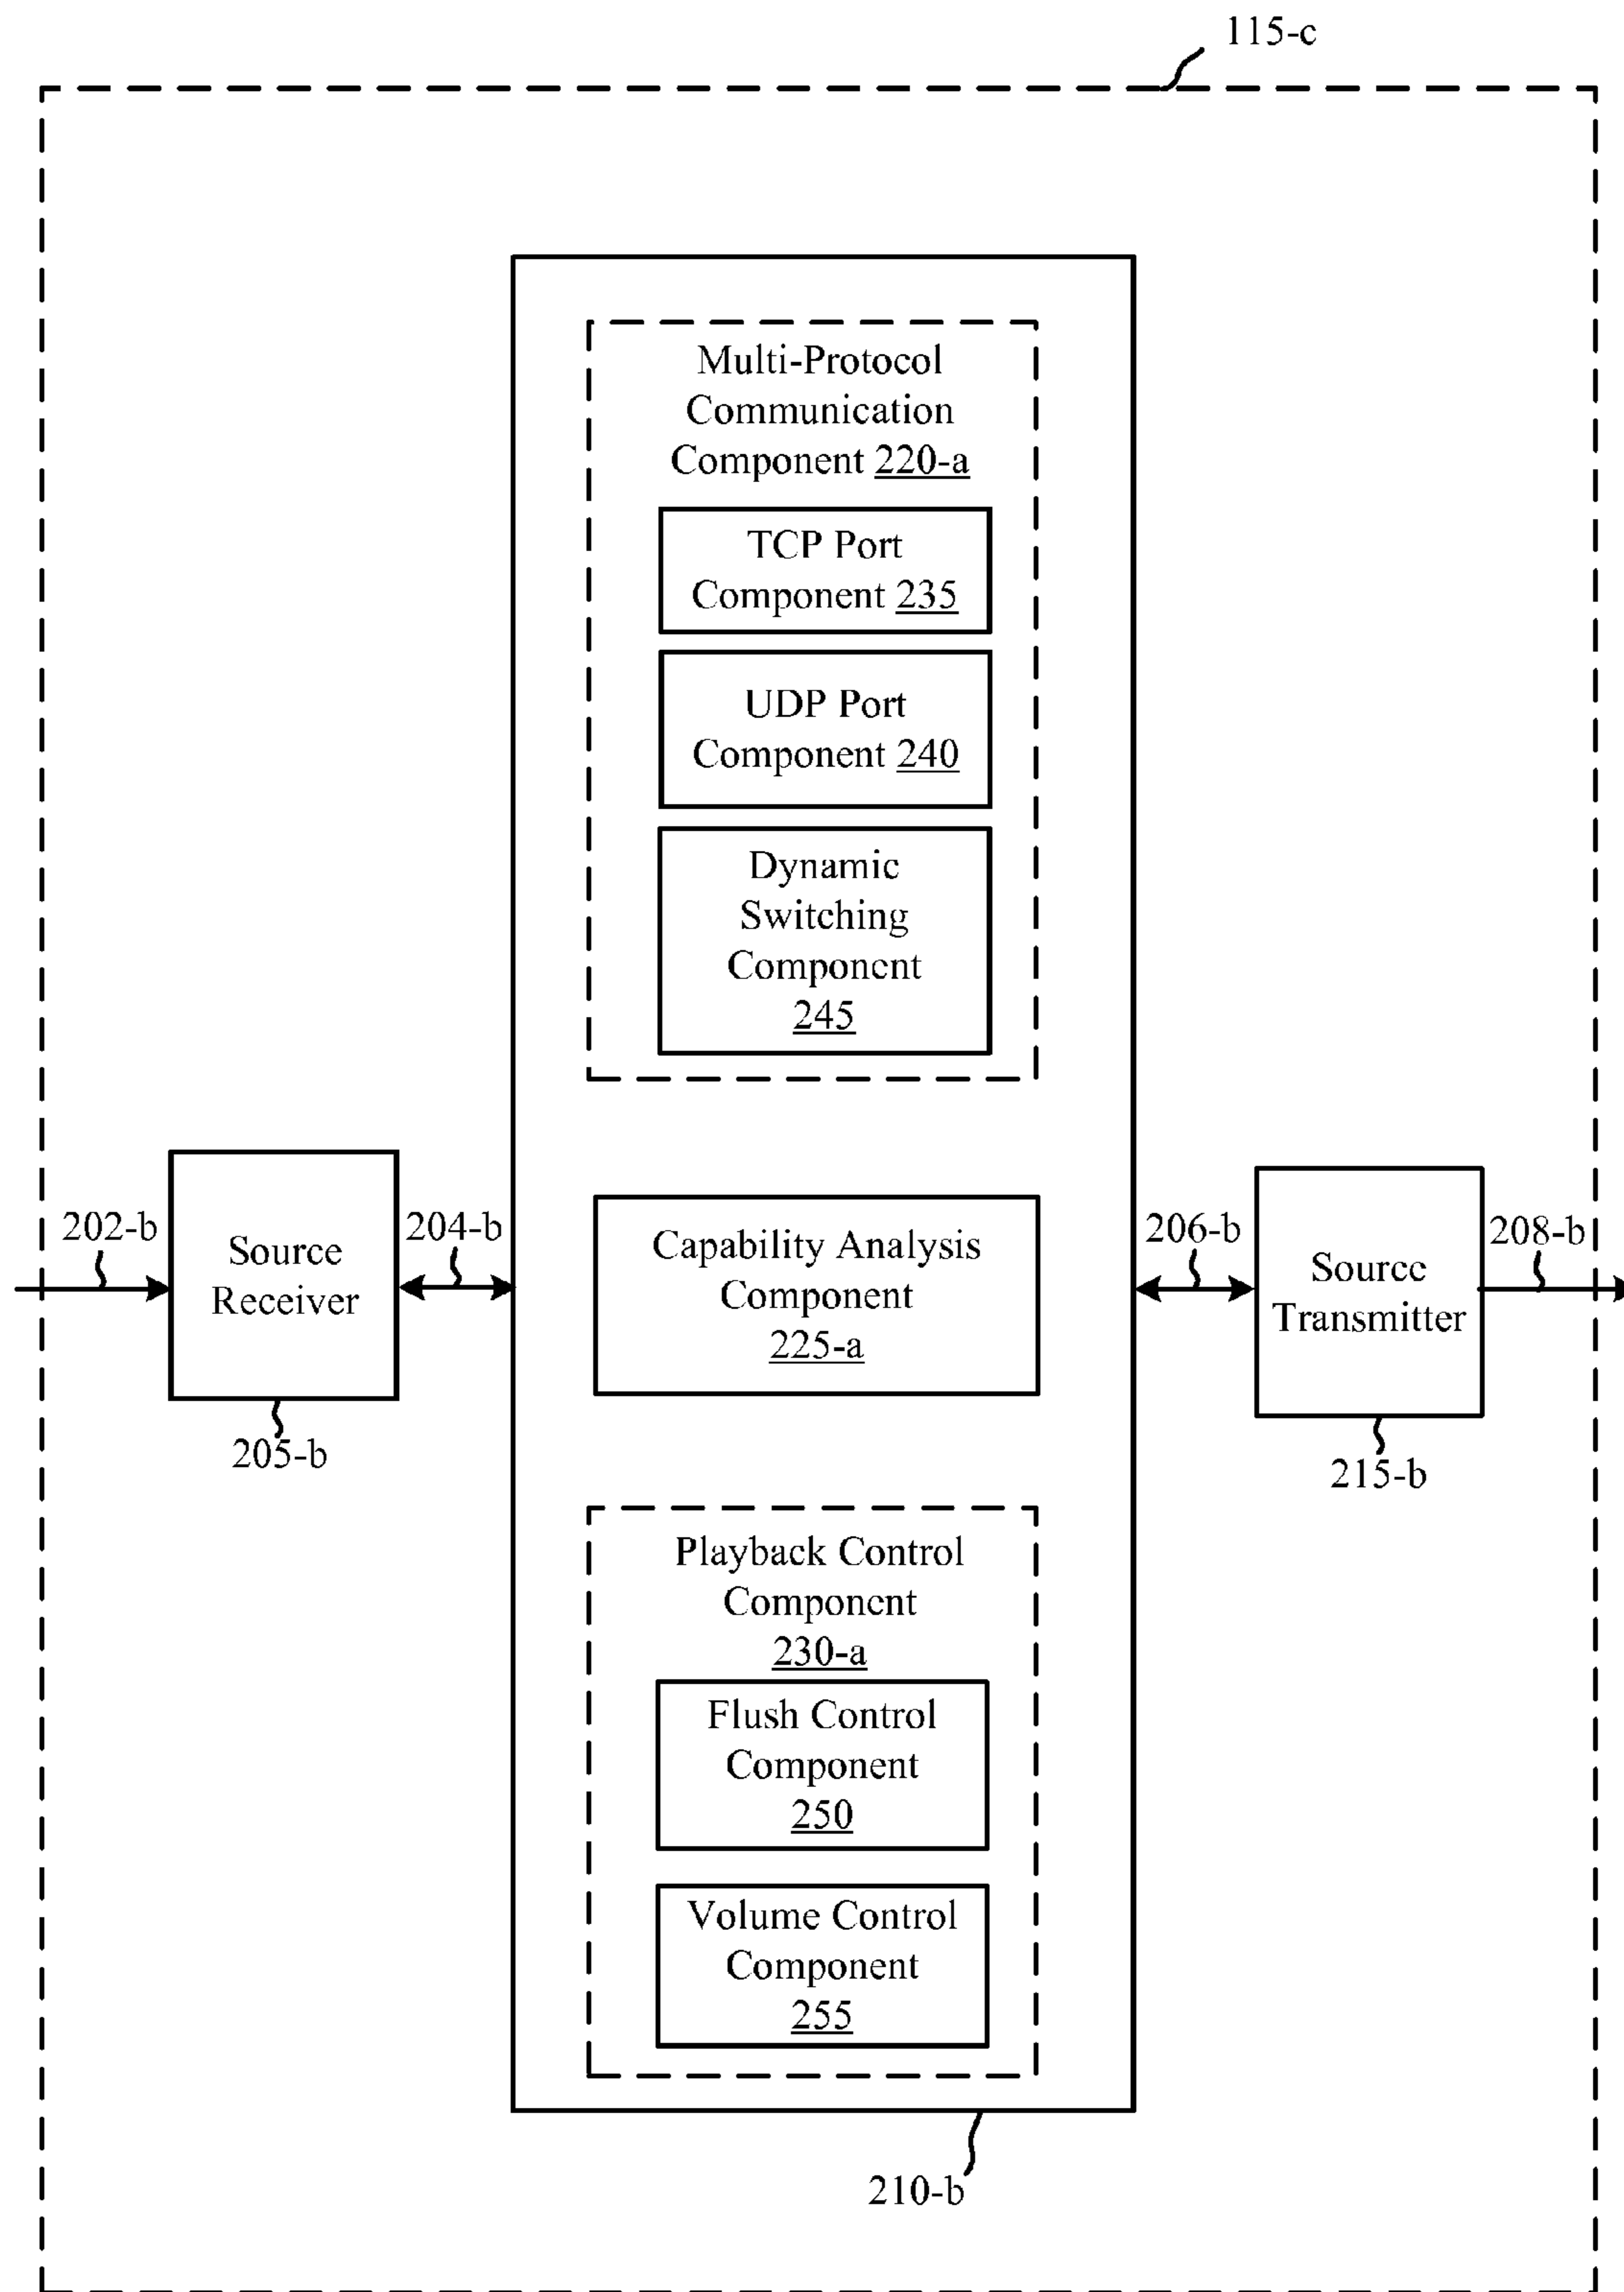 115-c
Multi-Protocol
Communication
Component 220-a
TCP Port
Component 235
UDP Port
Component 240
Dynamic
Switching
Component
245
202-b
Source
Receiver
205-b
204-b
Capability Analysis
Component
225-a
206-b
Source
Transmitter
215-b
208-b
Playback Control
Component
230-a
Flush Control
Component
250
Volume Control
Component
255
210-b